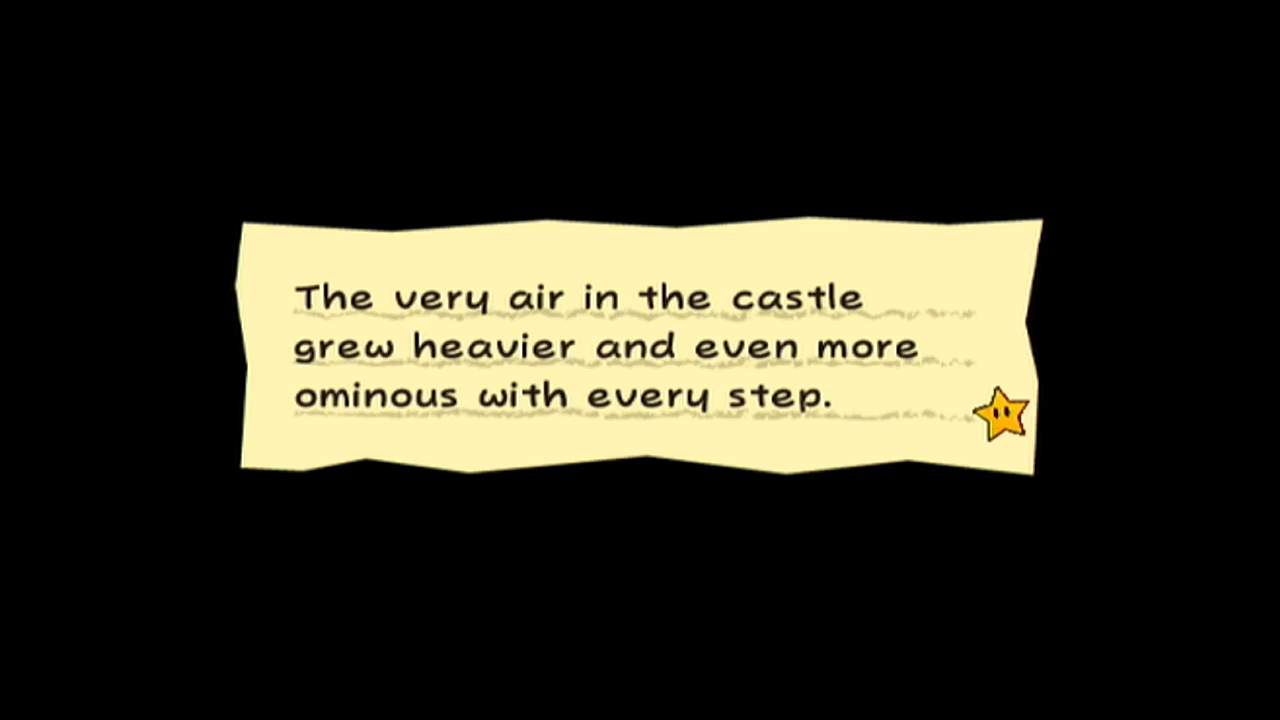 The very air in the castle
grew heavier and even more
ominous with every step.